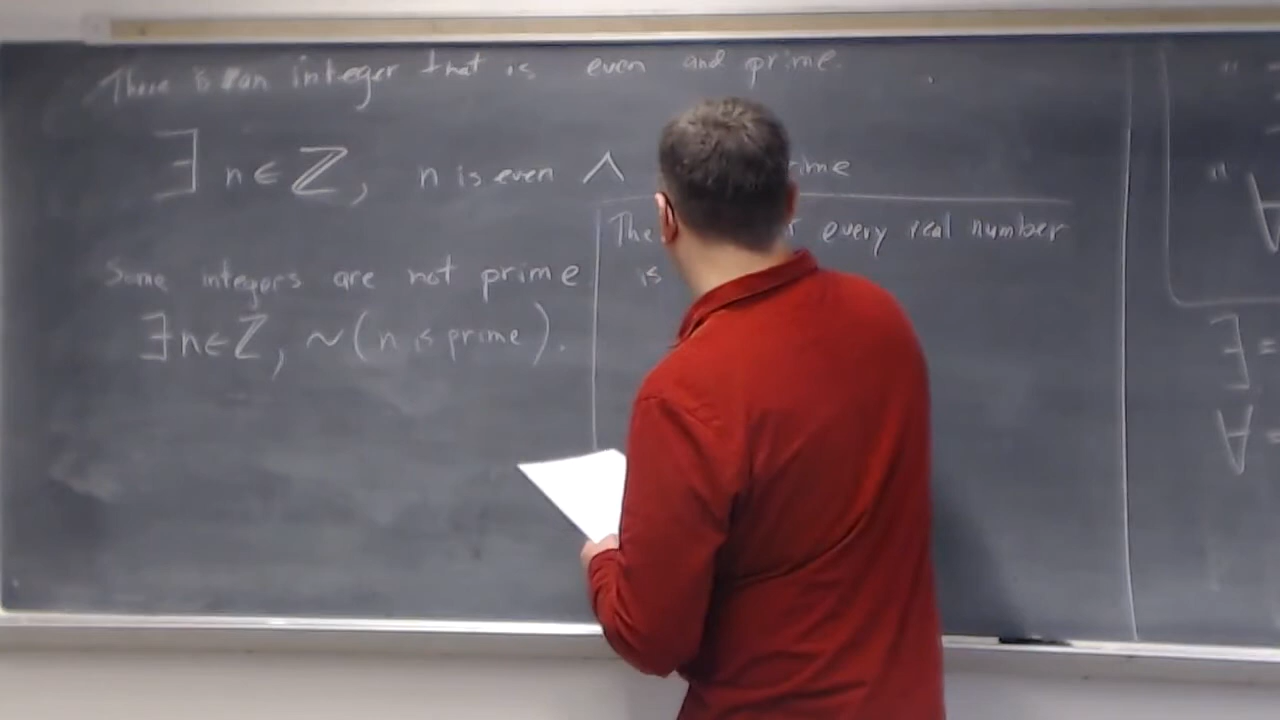 There is an integer that is even and prime.
∃ n ∈ ℤ, n is even ∧ prime
Some integers are not prime
∃ n ∈ ℤ, ~(n is prime).
The every real number
is
" =
" ∀
∃ =
∀ =